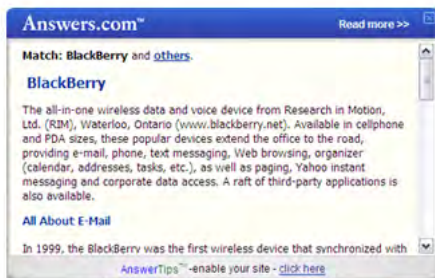 Answers.com™ Read more >>
Match: BlackBerry and others.
BlackBerry
The all-in-one wireless data and voice device from Research in Motion,
Ltd. (RIM), Waterloo, Ontario (www.blackberry.net). Available in cellphone
and PDA sizes, these popular devices extend the office to the road,
providing e-mail, phone, text messaging, Web browsing, organizer
(calendar, addresses, tasks, etc.), as well as paging, Yahoo instant
messaging and corporate data access. A raft of third-party applications is
also available.
All About E-Mail
In 1999, the BlackBerry was the first wireless device that synchronized with
AnswerTips™ -enable your site - click here